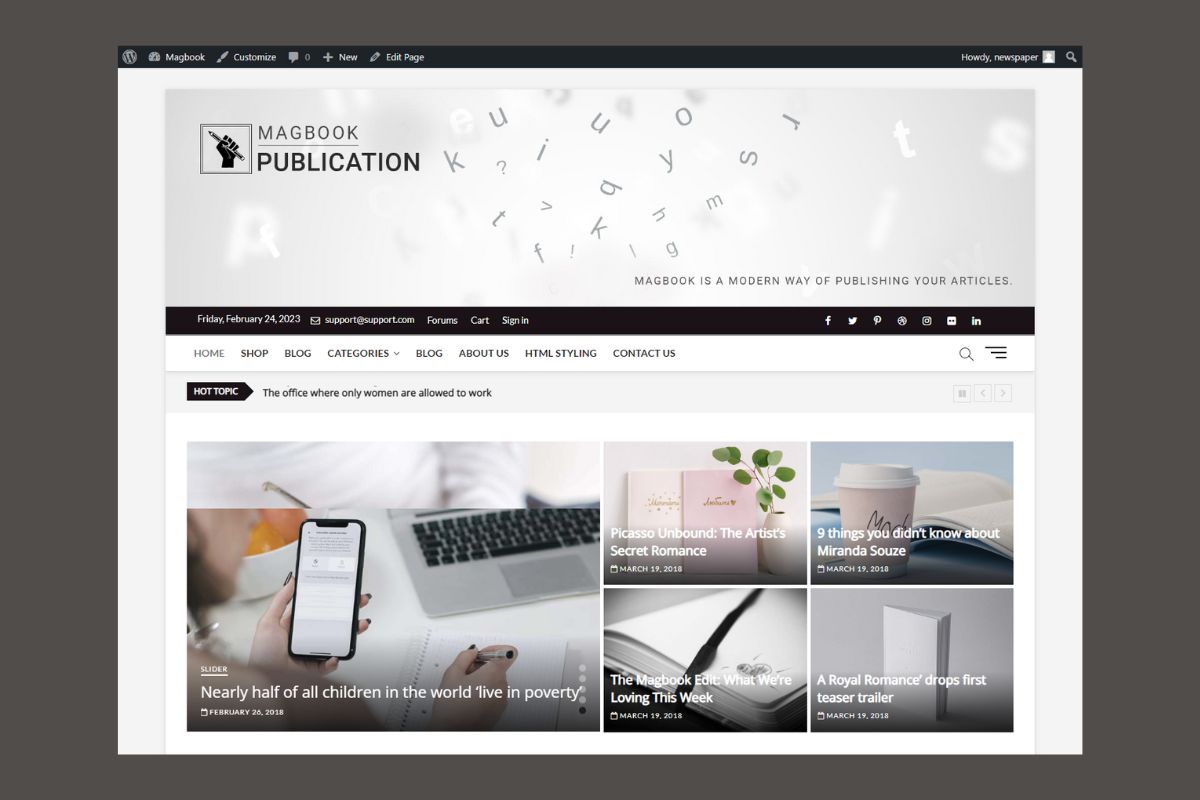 Magbook
Customize
0
New
Edit Page
Howdy, newspaper
MAGBOOK
PUBLICATION
e u u o r t s
k ? i y s
q m
t > k h
f ! \ g
MAGBOOK IS A MODERN WAY OF PUBLISHING YOUR ARTICLES.
Friday, February 24, 2023
support@support.com
Forums
Cart
Sign in
HOME
SHOP
BLOG
CATEGORIES
BLOG
ABOUT US
HTML STYLING
CONTACT US
HOT TOPIC
The office where only women are allowed to work
SLIDER
Nearly half of all children in the world ‘live in poverty’
FEBRUARY 26, 2018
Любить
Picasso Unbound: The Artist’s
Secret Romance
MARCH 19, 2018
9 things you didn’t know about
Miranda Souze
MARCH 19, 2018
The Magbook Edit: What We’re
Loving This Week
MARCH 19, 2018
A Royal Romance’ drops first
teaser trailer
MARCH 19, 2018